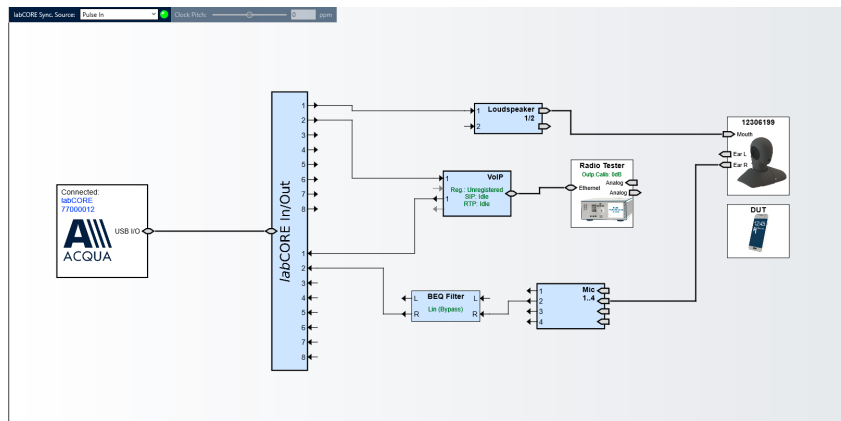 labCORE Sync. Source: Pulse In Clock Pitch: 0 ppm
1
2
3
4
5
6
7
8
labCORE In/Out
1
2
3
4
5
6
7
8
Connected:
labCORE
77000012
USB I/O
ACQUA
Loudspeaker
1/2
1
2
VoIP
1
Reg.: Unregistered
SIP: Idle
RTP: Idle
1
Radio Tester
Outp.Calib.: 0dB
Analog
Ethernet
Analog
12306199
Mouth
Ear L
Ear R
DUT
12:45
BEQ Filter
L L
Lin (Bypass)
R R
Mic
1..4
1
2
3
4